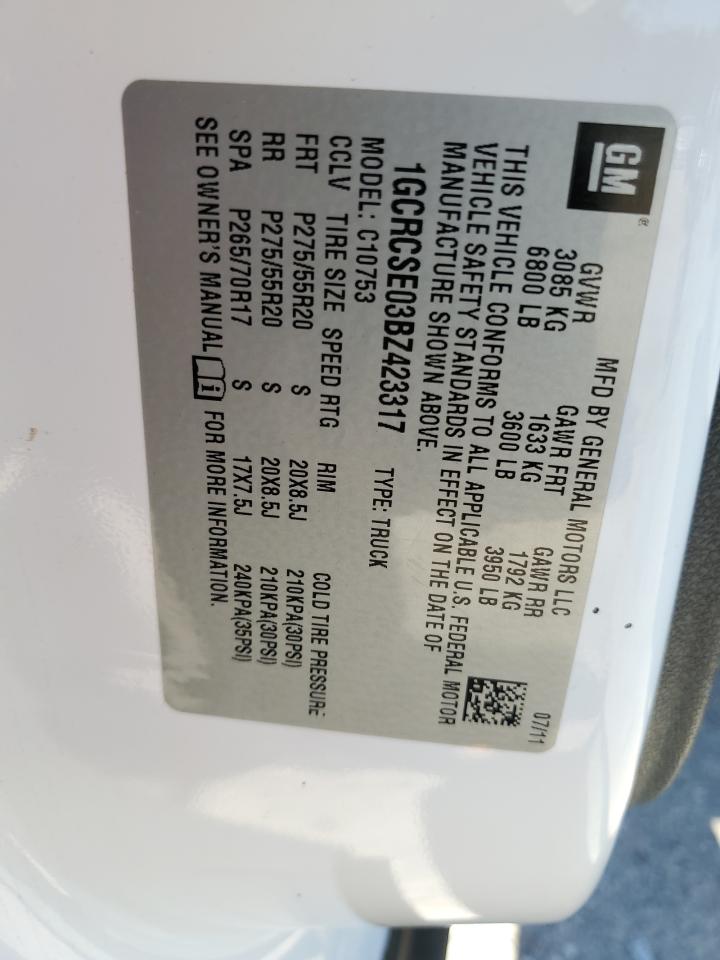 GM®
MFD BY GENERAL MOTORS LLC 07/11
GVWR GAWR FRT GAWR RR
3085 KG 1633 KG 1792 KG
6800 LB 3600 LB 3950 LB
THIS VEHICLE CONFORMS TO ALL APPLICABLE U.S. FEDERAL MOTOR
VEHICLE SAFETY STANDARDS IN EFFECT ON THE DATE OF
MANUFACTURE SHOWN ABOVE.
1GCRCSE03BZ423317 TYPE: TRUCK
MODEL: C10753
CCLV TIRE SIZE SPEED RTG RIM COLD TIRE PRESSURE
FRT P275/55R20 S 20X8.5J 210KPA(30PSI)
RR P275/55R20 S 20X8.5J 210KPA(30PSI)
SPA P265/70R17 S 17X7.5J 240KPA(35PSI)
SEE OWNER'S MANUAL i FOR MORE INFORMATION.